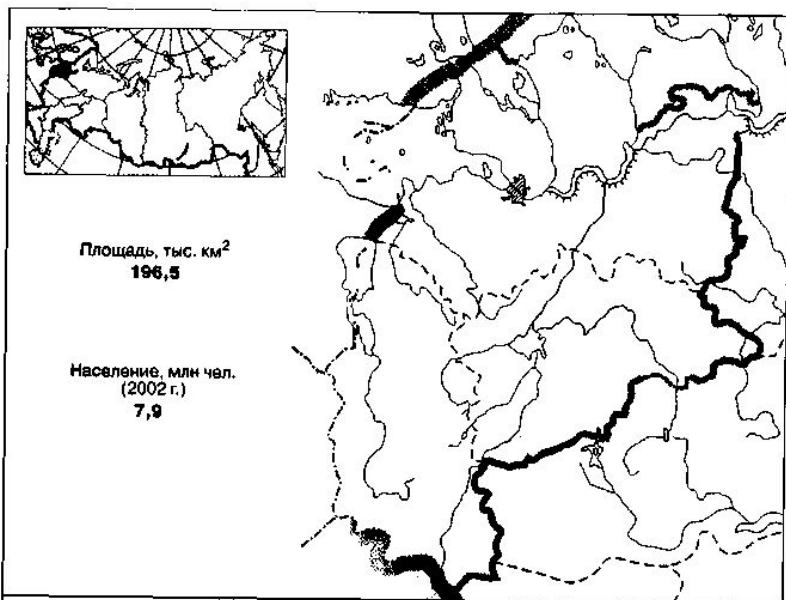 Площадь, тыс. км²
196,5
Население, млн чел.
(2002 г.)
7,9